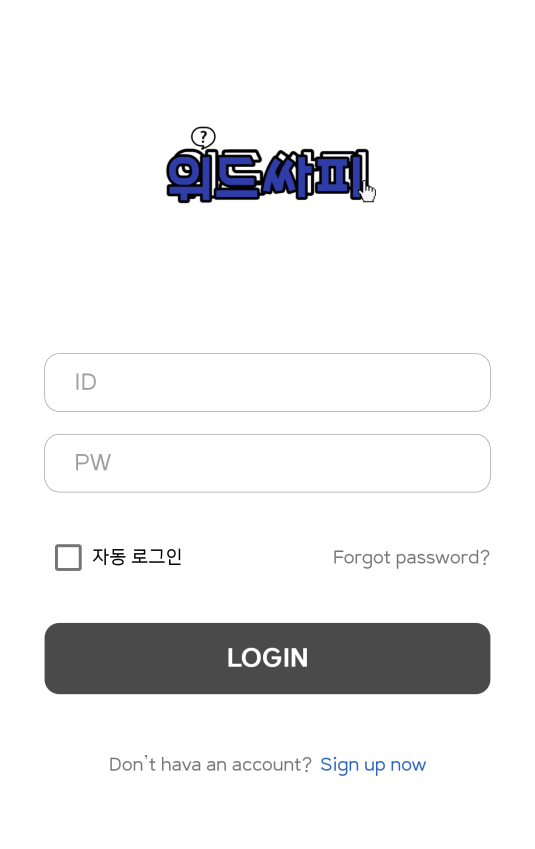 ?
워드싸피
ID
PW
자동 로그인 Forgot password?
LOGIN
Don't hava an account? Sign up now